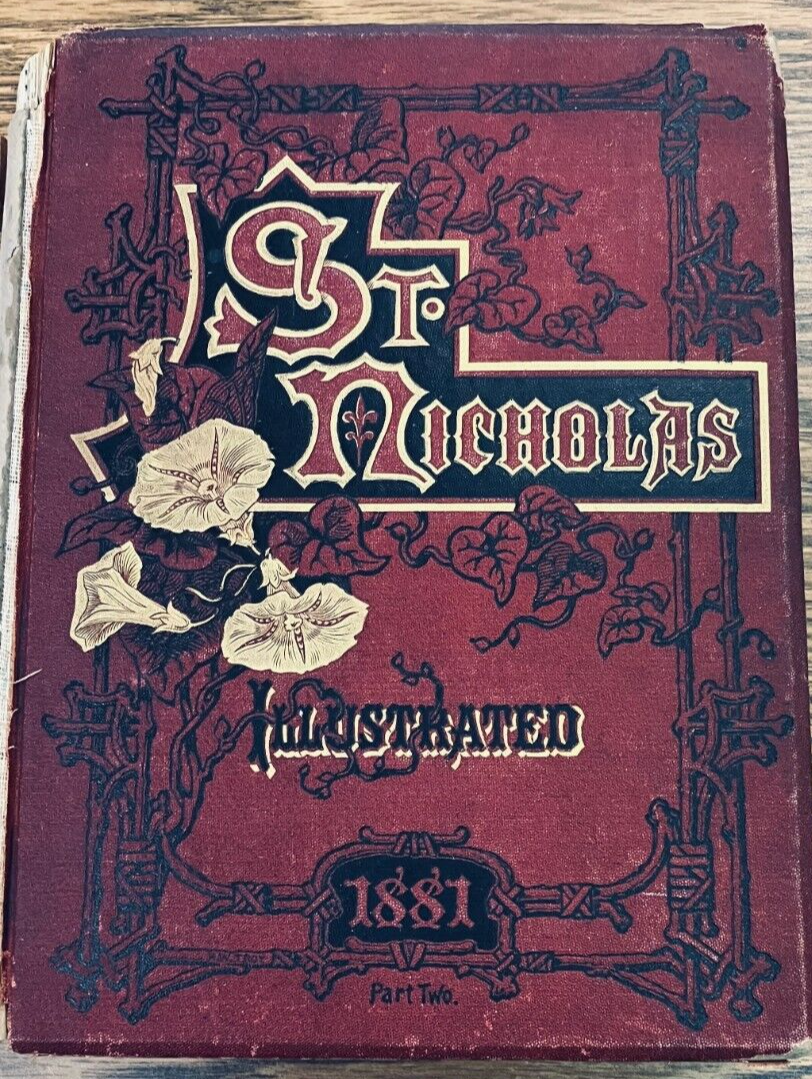 St.
Nicholas
Illustrated
1881
Part Two.